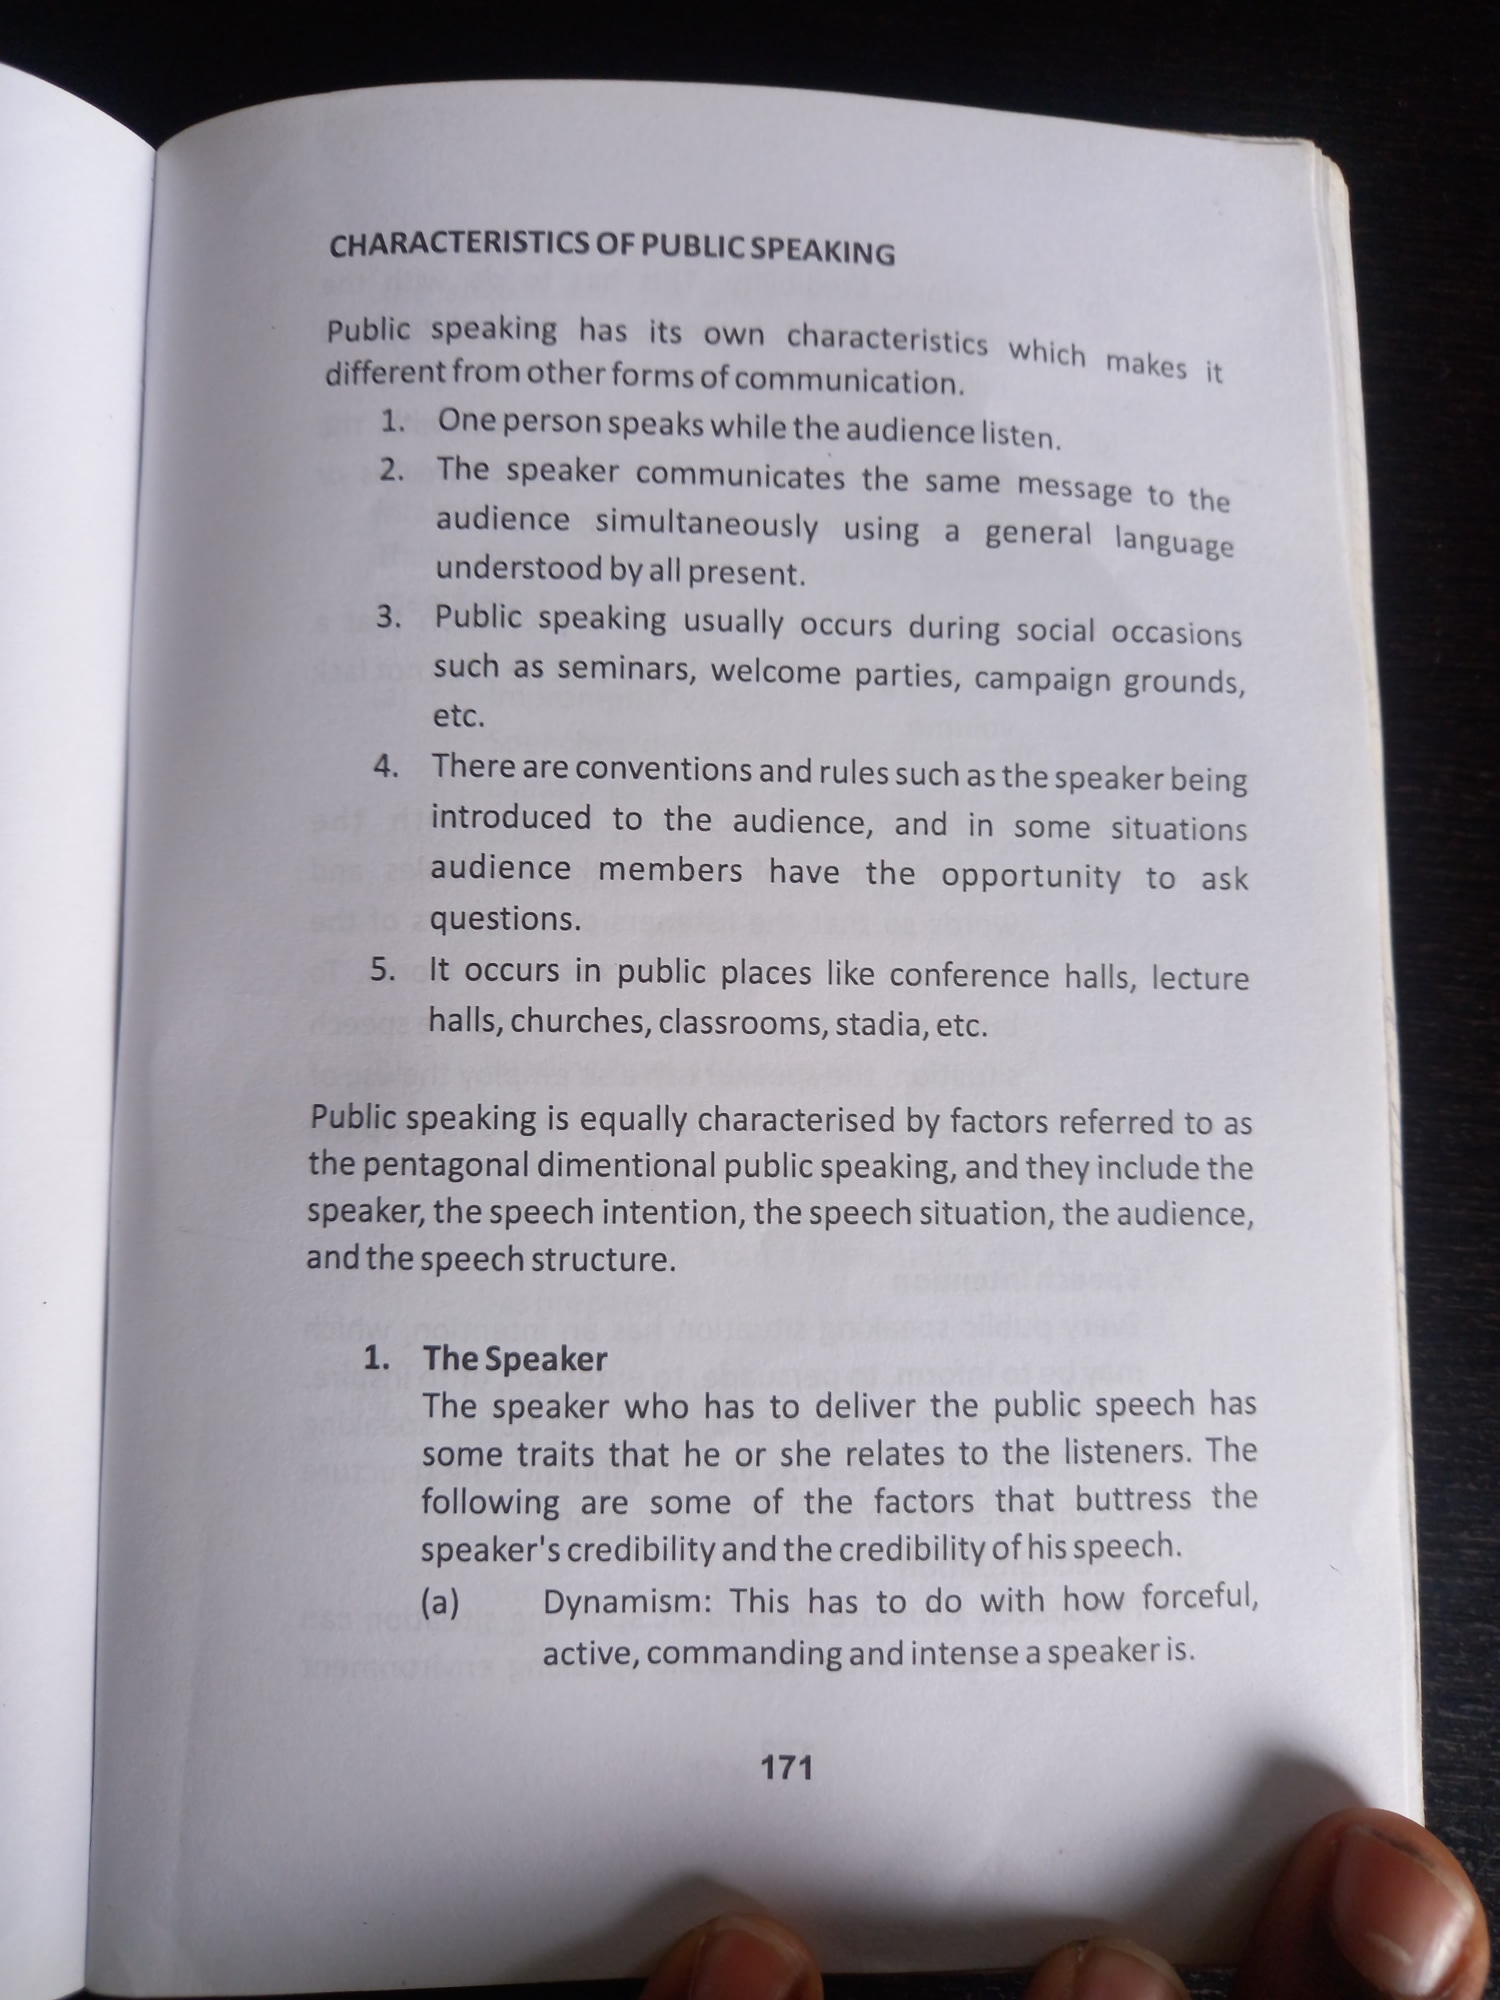 CHARACTERISTICS OF PUBLIC SPEAKING
Public speaking has its own characteristics which makes it
different from other forms of communication.
1. One person speaks while the audience listen.
2. The speaker communicates the same message to the
audience simultaneously using a general language
understood by all present.
3. Public speaking usually occurs during social occasions
such as seminars, welcome parties, campaign grounds,
etc.
4. There are conventions and rules such as the speaker being
introduced to the audience, and in some situations
audience members have the opportunity to ask
questions.
5. It occurs in public places like conference halls, lecture
halls, churches, classrooms, stadia, etc.
Public speaking is equally characterised by factors referred to as
the pentagonal dimentional public speaking, and they include the
speaker, the speech intention, the speech situation, the audience,
and the speech structure.
1. The Speaker
The speaker who has to deliver the public speech has
some traits that he or she relates to the listeners. The
following are some of the factors that buttress the
speaker's credibility and the credibility of his speech.
(a) Dynamism: This has to do with how forceful,
active, commanding and intense a speaker is.
171